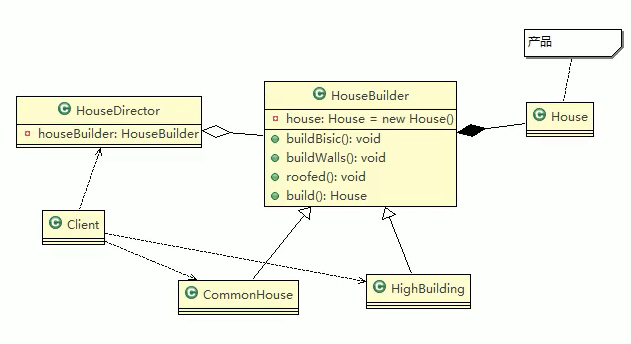 产品
HouseBuilder
HouseDirector
house: House = new House()
House
houseBuilder: HouseBuilder
buildBisic(): void
buildWalls(): void
roofed(): void
build(): House
Client
CommonHouse
HighBuilding